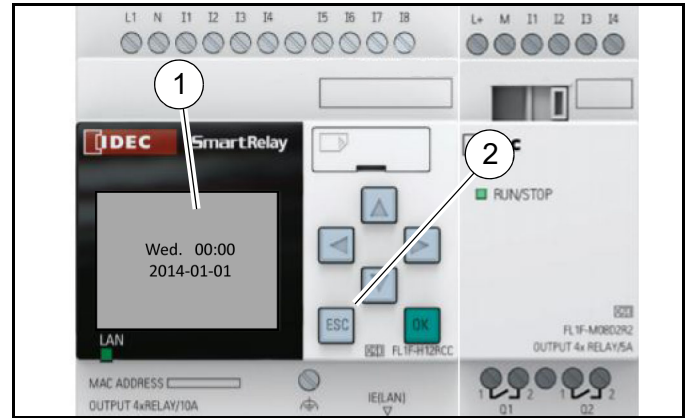 L1 N I1 I2 I3 I4 I5 I6 I7 I8
L+ M I1 I2 I3 I4
1
IDEC SmartRelay
2
RUN/STOP
Wed. 00:00
2014-01-01
ESC OK
LAN
FL1F-H12RCC
FL1F-M08D2R2
OUTPUT 4x RELAY/5A
MAC ADDRESS
OUTPUT 4xRELAY/10A
IE(LAN)
1 2 1 2
Q1 Q2